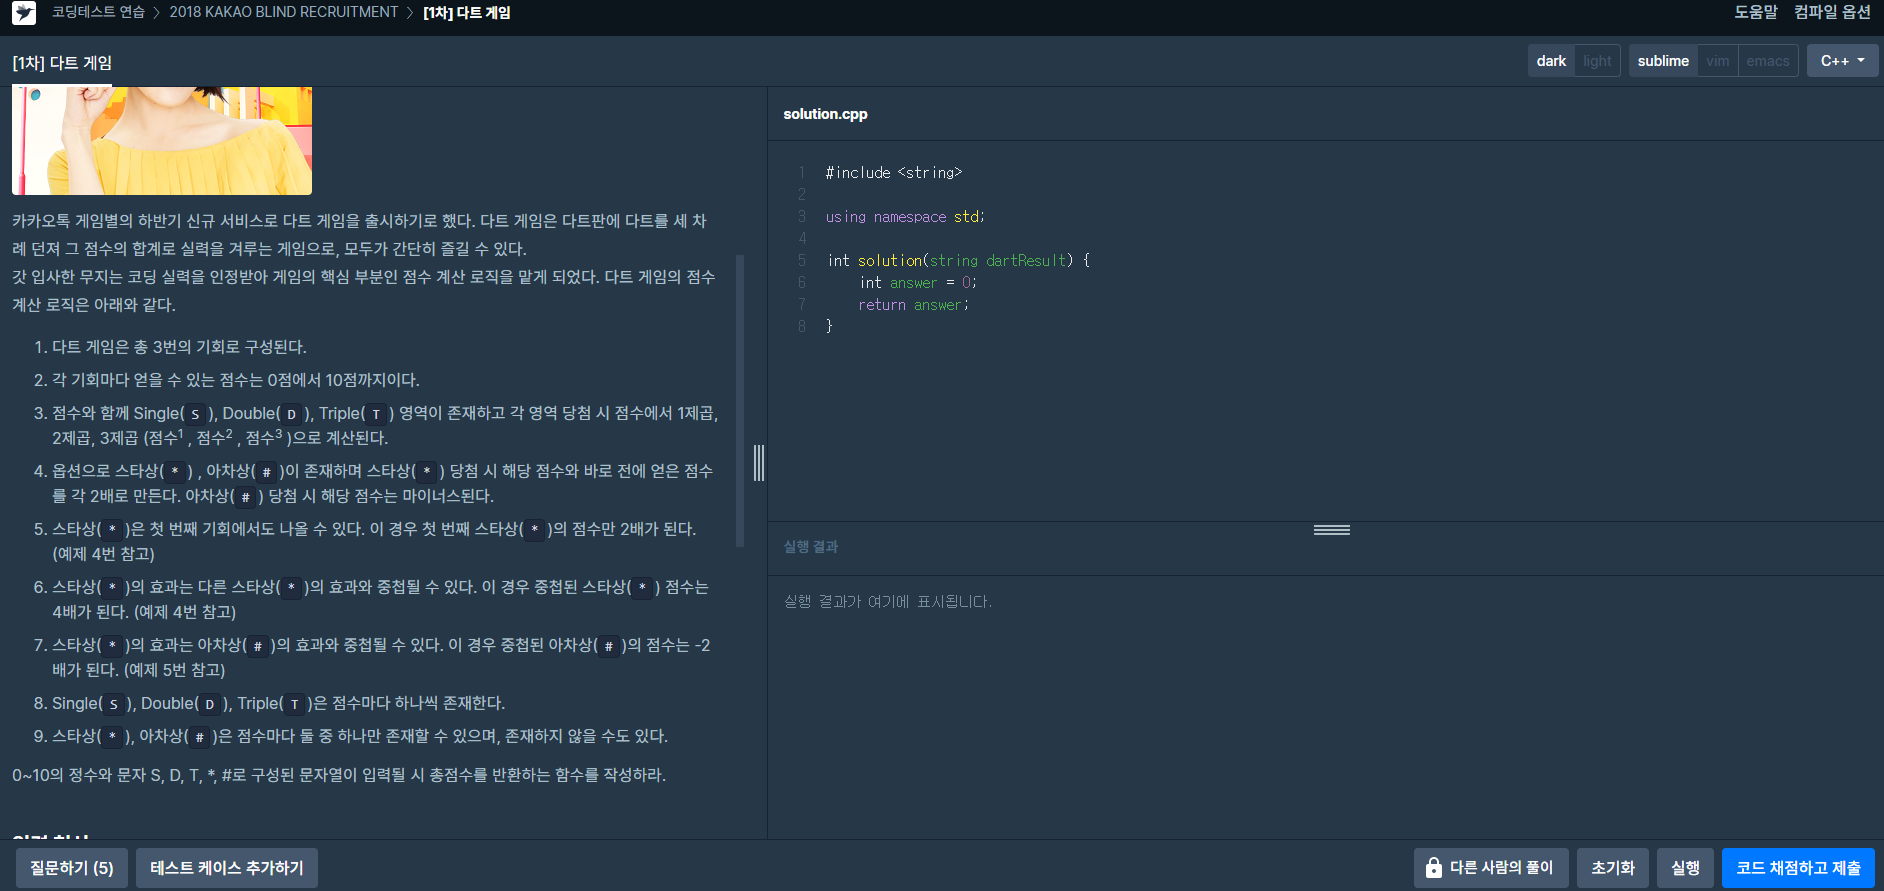 코딩테스트 연습 > 2018 KAKAO BLIND RECRUITMENT > [1차] 다트 게임
도움말 컴파일 옵션
[1차] 다트 게임
dark light sublime vim emacs C++
카카오톡 게임별의 하반기 신규 서비스로 다트 게임을 출시하기로 했다. 다트 게임은 다트판에 다트를 세 차
례 던져 그 점수의 합계로 실력을 겨루는 게임으로, 모두가 간단히 즐길 수 있다.
갓 입사한 무지는 코딩 실력을 인정받아 게임의 핵심 부분인 점수 계산 로직을 맡게 되었다. 다트 게임의 점수
계산 로직은 아래와 같다.
1. 다트 게임은 총 3번의 기회로 구성된다.
2. 각 기회마다 얻을 수 있는 점수는 0점에서 10점까지이다.
3. 점수와 함께 Single(S), Double(D), Triple(T) 영역이 존재하고 각 영역 당첨 시 점수에서 1제곱,
2제곱, 3제곱 (점수¹ , 점수² , 점수³ )으로 계산된다.
4. 옵션으로 스타상(*) , 아차상(#)이 존재하며 스타상(*) 당첨 시 해당 점수와 바로 전에 얻은 점수
를 각 2배로 만든다. 아차상(#) 당첨 시 해당 점수는 마이너스된다.
5. 스타상(*)은 첫 번째 기회에서도 나올 수 있다. 이 경우 첫 번째 스타상(*)의 점수만 2배가 된다.
(예제 4번 참고)
6. 스타상(*)의 효과는 다른 스타상(*)의 효과와 중첩될 수 있다. 이 경우 중첩된 스타상(*) 점수는
4배가 된다. (예제 4번 참고)
7. 스타상(*)의 효과는 아차상(#)의 효과와 중첩될 수 있다. 이 경우 중첩된 아차상(#)의 점수는 -2
배가 된다. (예제 5번 참고)
8. Single(S), Double(D), Triple(T)은 점수마다 하나씩 존재한다.
9. 스타상(*), 아차상(#)은 점수마다 둘 중 하나만 존재할 수 있으며, 존재하지 않을 수도 있다.
0~10의 정수와 문자 S, D, T, *, #로 구성된 문자열이 입력될 시 총점수를 반환하는 함수를 작성하라.
solution.cpp
1 #include <string>
2
3 using namespace std;
4
5 int solution(string dartResult) {
6 int answer = 0;
7 return answer;
8 }
실행 결과
실행 결과가 여기에 표시됩니다.
질문하기 (5) 테스트 케이스 추가하기
다른 사람의 풀이 초기화 실행 코드 채점하고 제출